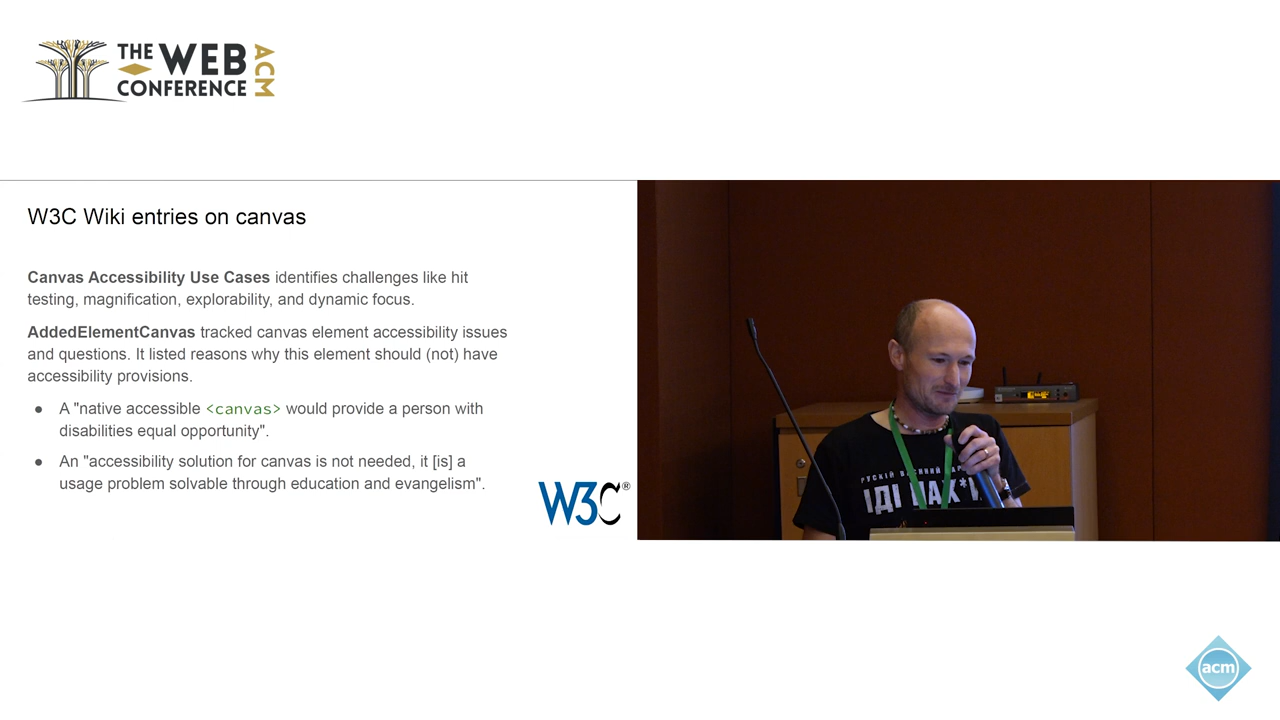 THE WEB
CONFERENCE
ACM
W3C Wiki entries on canvas
Canvas Accessibility Use Cases identifies challenges like hit
testing, magnification, explorability, and dynamic focus.
AddedElementCanvas tracked canvas element accessibility issues
and questions. It listed reasons why this element should (not) have
accessibility provisions.
● A "native accessible <canvas> would provide a person with
disabilities equal opportunity".
● An "accessibility solution for canvas is not needed, it [is] a
usage problem solvable through education and evangelism".
W3C®
ІДІ
acm